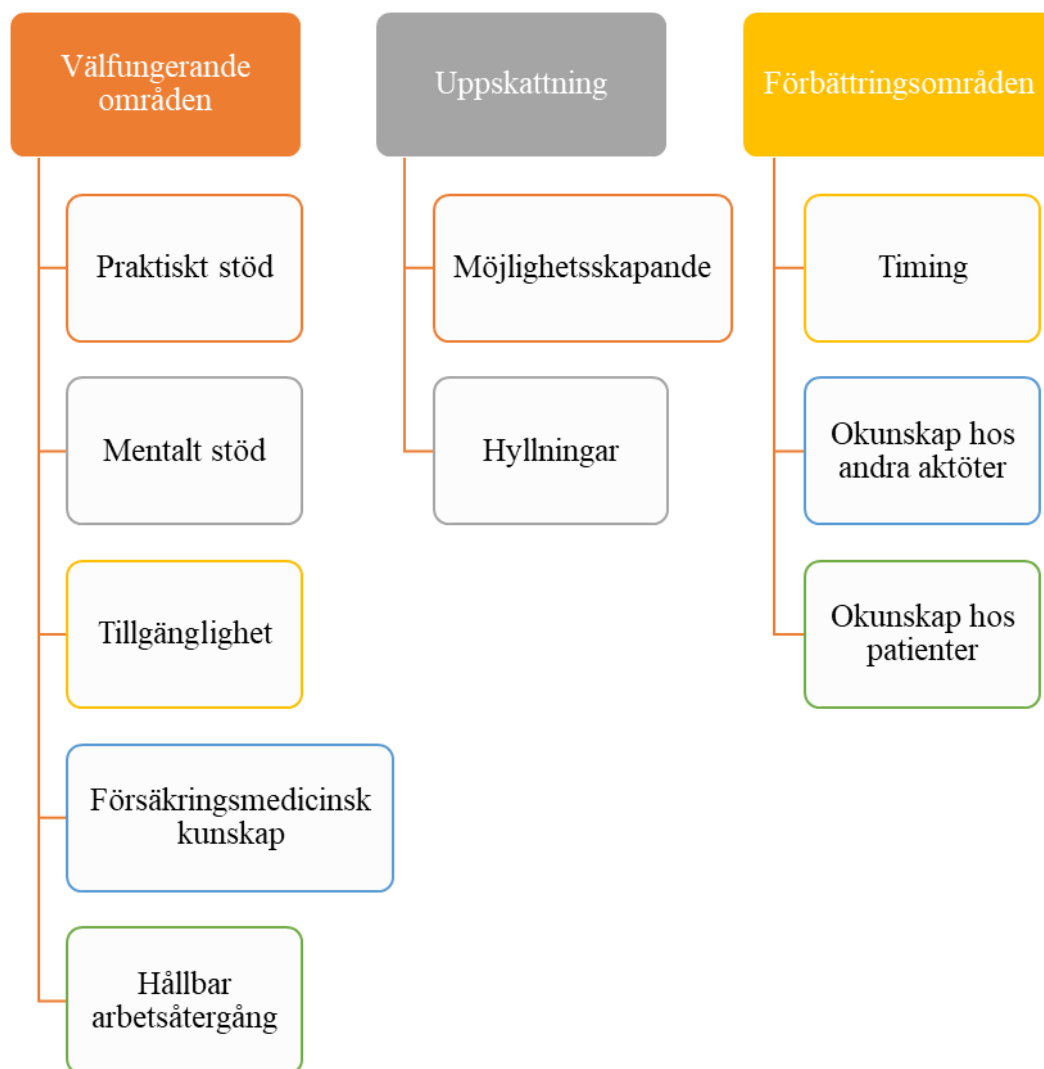 Välfungerande
områden
Praktiskt stöd
Mentalt stöd
Tillgänglighet
Försäkringsmedicinsk
kunskap
Hållbar
arbetsåtergång
Uppskattning
Möjlighetsskapande
Hyllningar
Förbättringsområden
Timing
Okunskap hos
andra aktöter
Okunskap hos
patienter